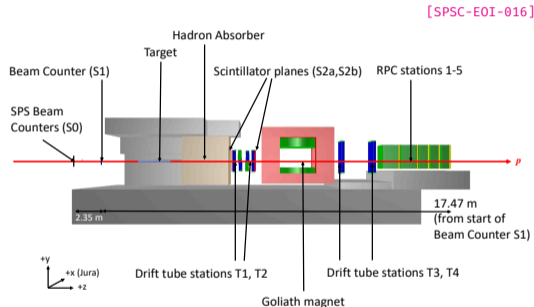 [SPSC-EOI-016]
Hadron Absorber
Target
Beam Counter (S1)
Scintillator planes (S2a,S2b)
RPC stations 1-5
SPS Beam
Counters (S0)
p
2.35 m
17.47 m
(from start of
Beam Counter S1)
+y
+x (Jura)
+z
Drift tube stations T1, T2
Drift tube stations T3, T4
Goliath magnet